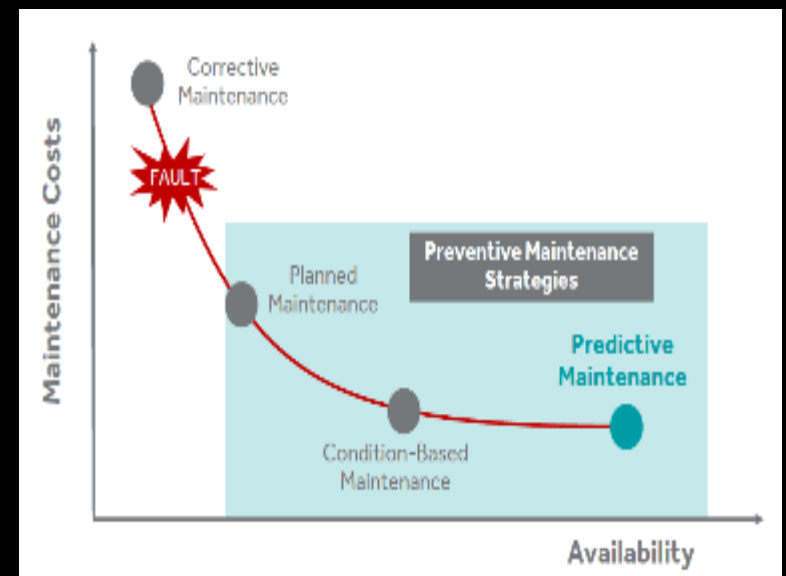 Corrective
Maintenance
FAULT
Maintenance Costs
Preventive Maintenance
Strategies
Planned
Maintenance
Predictive
Maintenance
Condition-Based
Maintenance
Availability